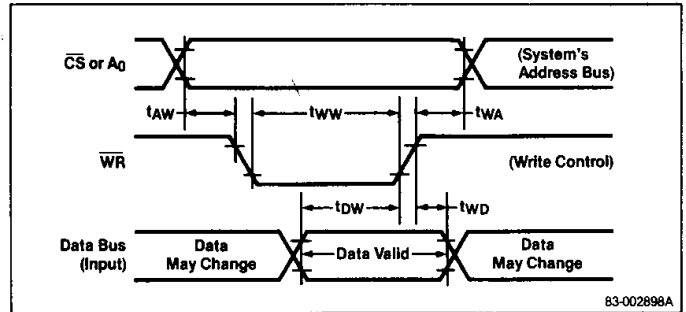 CS or A0
(System's
Address Bus)
tAW
tWW
tWA
WR
(Write Control)
tDW
tWD
Data Bus
(Input)
Data
May Change
Data Valid
Data
May Change
83-002898A